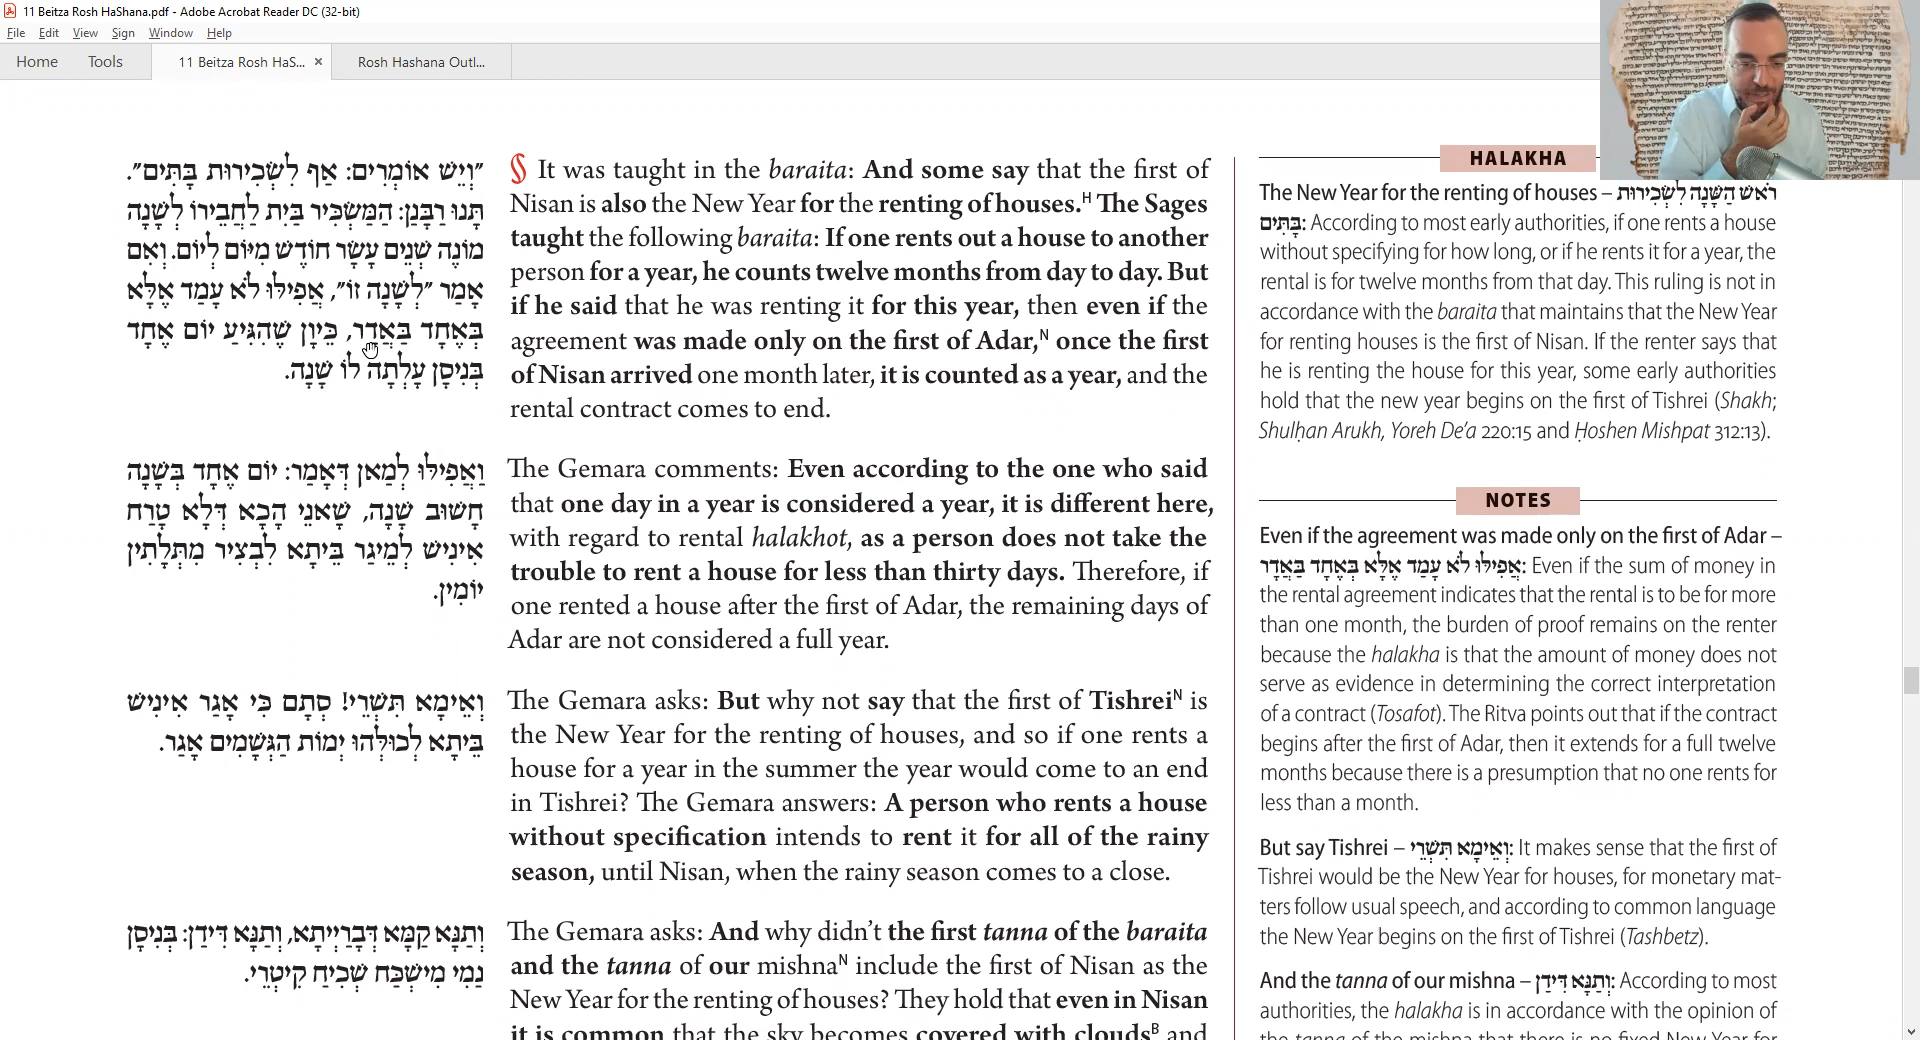 11 Beitza Rosh HaShana.pdf - Adobe Acrobat Reader DC (32-bit)
File Edit View Sign Window Help
Home Tools 11 Beitza Rosh HaS... × Rosh Hashana Outl...
״וְיֵשׁ אוֹמְרִים: אַף לִשְׂכִירוּת בָּתִּים״.
תָּנוּ רַבָּנַן: הַמַּשְׂכִּיר בַּיִת לַחֲבֵירוֹ לְשָׁנָה
מוֹנֶה שְׁנֵים עָשָׂר חוֹדֶשׁ מִיּוֹם לְיוֹם. וְאִם
אָמַר ״לְשָׁנָה זוֹ״, אֲפִילּוּ לֹא עָמַד אֶלָּא
בְּאֶחָד בַּאֲדָר, כֵּיוָן שֶׁהִגִּיעַ יוֹם אֶחָד
בְּנִיסָן עָלְתָה לוֹ שָׁנָה.
וַאֲפִילּוּ לְמַאן דְּאָמַר: יוֹם אֶחָד בְּשָׁנָה
חָשׁוּב שָׁנָה, שָׁאנֵי הָכָא דְּלָא טָרַח
אִינִישׁ לְמֵיגַר בֵּיתָא לִבְצִיר מִתְּלָתִין
יוֹמִין.
וְאֵימָא תִּשְׁרֵי! סְתָם כִּי אָגַר אִינִישׁ
בֵּיתָא לְכוּלְּהוּ יְמוֹת הַגְּשָׁמִים אָגַר.
וְתַנָּא קַמָּא דְּבָרַיְיתָא, וְתַנָּא דִּידַן: בְּנִיסָן
נַמִי מִישְׁכַּח שְׁכִיחַ קִיטְרֵי.
It was taught in the baraita: And some say that the first of
Nisan is also the New Year for the renting of houses.H The Sages
taught the following baraita: If one rents out a house to another
person for a year, he counts twelve months from day to day. But
if he said that he was renting it for this year, then even if the
agreement was made only on the first of Adar,N once the first
of Nisan arrived one month later, it is counted as a year, and the
rental contract comes to end.
The Gemara comments: Even according to the one who said
that one day in a year is considered a year, it is different here,
with regard to rental halakhot, as a person does not take the
trouble to rent a house for less than thirty days. Therefore, if
one rented a house after the first of Adar, the remaining days of
Adar are not considered a full year.
The Gemara asks: But why not say that the first of TishreiN is
the New Year for the renting of houses, and so if one rents a
house for a year in the summer the year would come to an end
in Tishrei? The Gemara answers: A person who rents a house
without specification intends to rent it for all of the rainy
season, until Nisan, when the rainy season comes to a close.
The Gemara asks: And why didn't the first tanna of the baraita
and the tanna of our mishnaN include the first of Nisan as the
New Year for the renting of houses? They hold that even in Nisan
it is common that the sky becomes covered with cloudsB and
HALAKHA
The New Year for the renting of houses – רֹאשׁ הַשָּׁנָה לִשְׂכִירוּת
בָּתִּים: According to most early authorities, if one rents a house
without specifying for how long, or if he rents it for a year, the
rental is for twelve months from that day. This ruling is not in
accordance with the baraita that maintains that the New Year
for renting houses is the first of Nisan. If the renter says that
he is renting the house for this year, some early authorities
hold that the new year begins on the first of Tishrei (Shakh;
Shulḥan Arukh, Yoreh De'a 220:15 and Ḥoshen Mishpat 312:13).
NOTES
Even if the agreement was made only on the first of Adar –
אֲפִילּוּ לֹא עָמַד אֶלָּא בְּאֶחָד בַּאֲדָר: Even if the sum of money in
the rental agreement indicates that the rental is to be for more
than one month, the burden of proof remains on the renter
because the halakha is that the amount of money does not
serve as evidence in determining the correct interpretation
of a contract (Tosafot). The Ritva points out that if the contract
begins after the first of Adar, then it extends for a full twelve
months because there is a presumption that no one rents for
less than a month.
But say Tishrei – וְאֵימָא תִּשְׁרֵי: It makes sense that the first of
Tishrei would be the New Year for houses, for monetary mat-
ters follow usual speech, and according to common language
the New Year begins on the first of Tishrei (Tashbetz).
And the tanna of our mishna – וְתַנָּא דִּידַן: According to most
authorities, the halakha is in accordance with the opinion of
the tanna of the mishna that there is no fixed New Year for